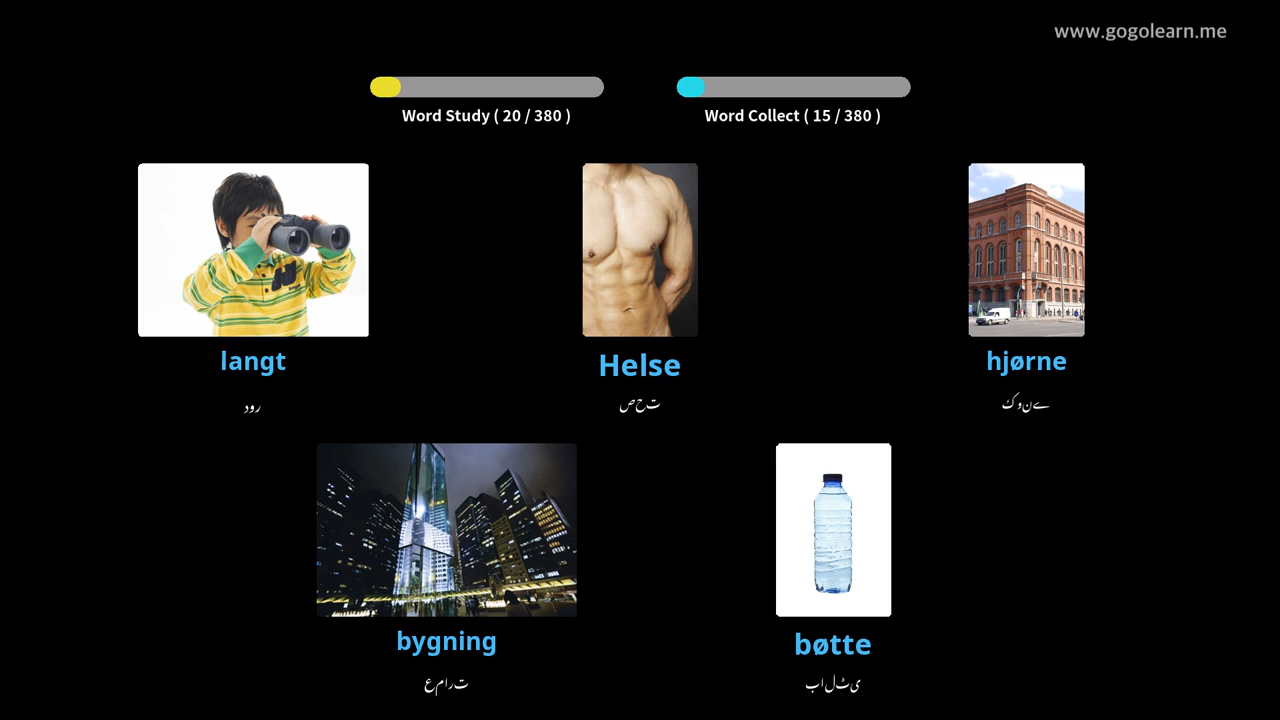 www.gogolearn.me
Word Study ( 20 / 380 )
Word Collect ( 15 / 380 )
langt
رود
Helse
تحص
hjørne
ےنوک
bygning
ترامع
bøtte
یٹلاب